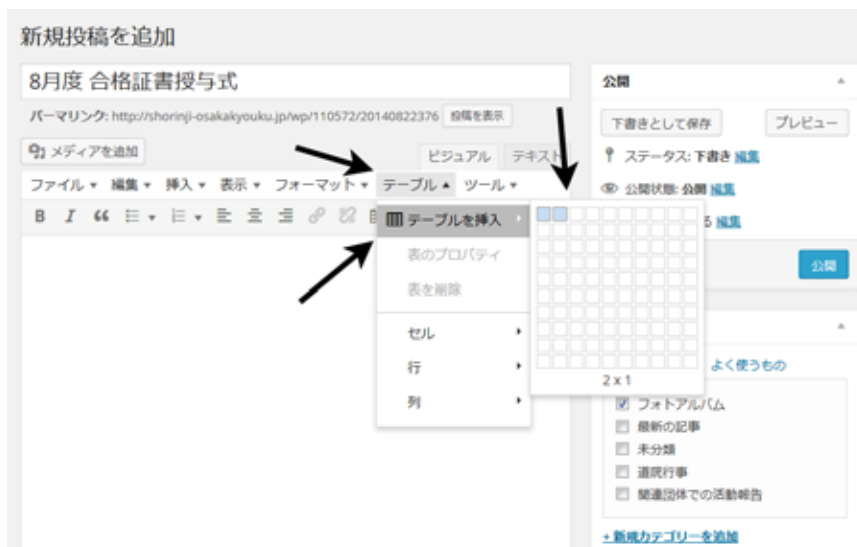 新規投稿を追加
8月度 合格証書授与式
パーマリンク: http://shorinji-osakakyouku.jp/wp/110572/20140822376 投稿を表示
メディアを追加
ビジュアル テキスト
ファイル 編集 挿入 表示 フォーマット テーブル ツール
B I
テーブルを挿入
表のプロパティ
表を削除
セル
行
列
2 x 1
公開
下書きとして保存 プレビュー
ステータス: 下書き 編集
公開状態: 公開 編集
る 編集
公開
よく使うもの
フォトアルバム
最新の記事
未分類
道院行事
関連団体での活動報告
+ 新規カテゴリーを追加